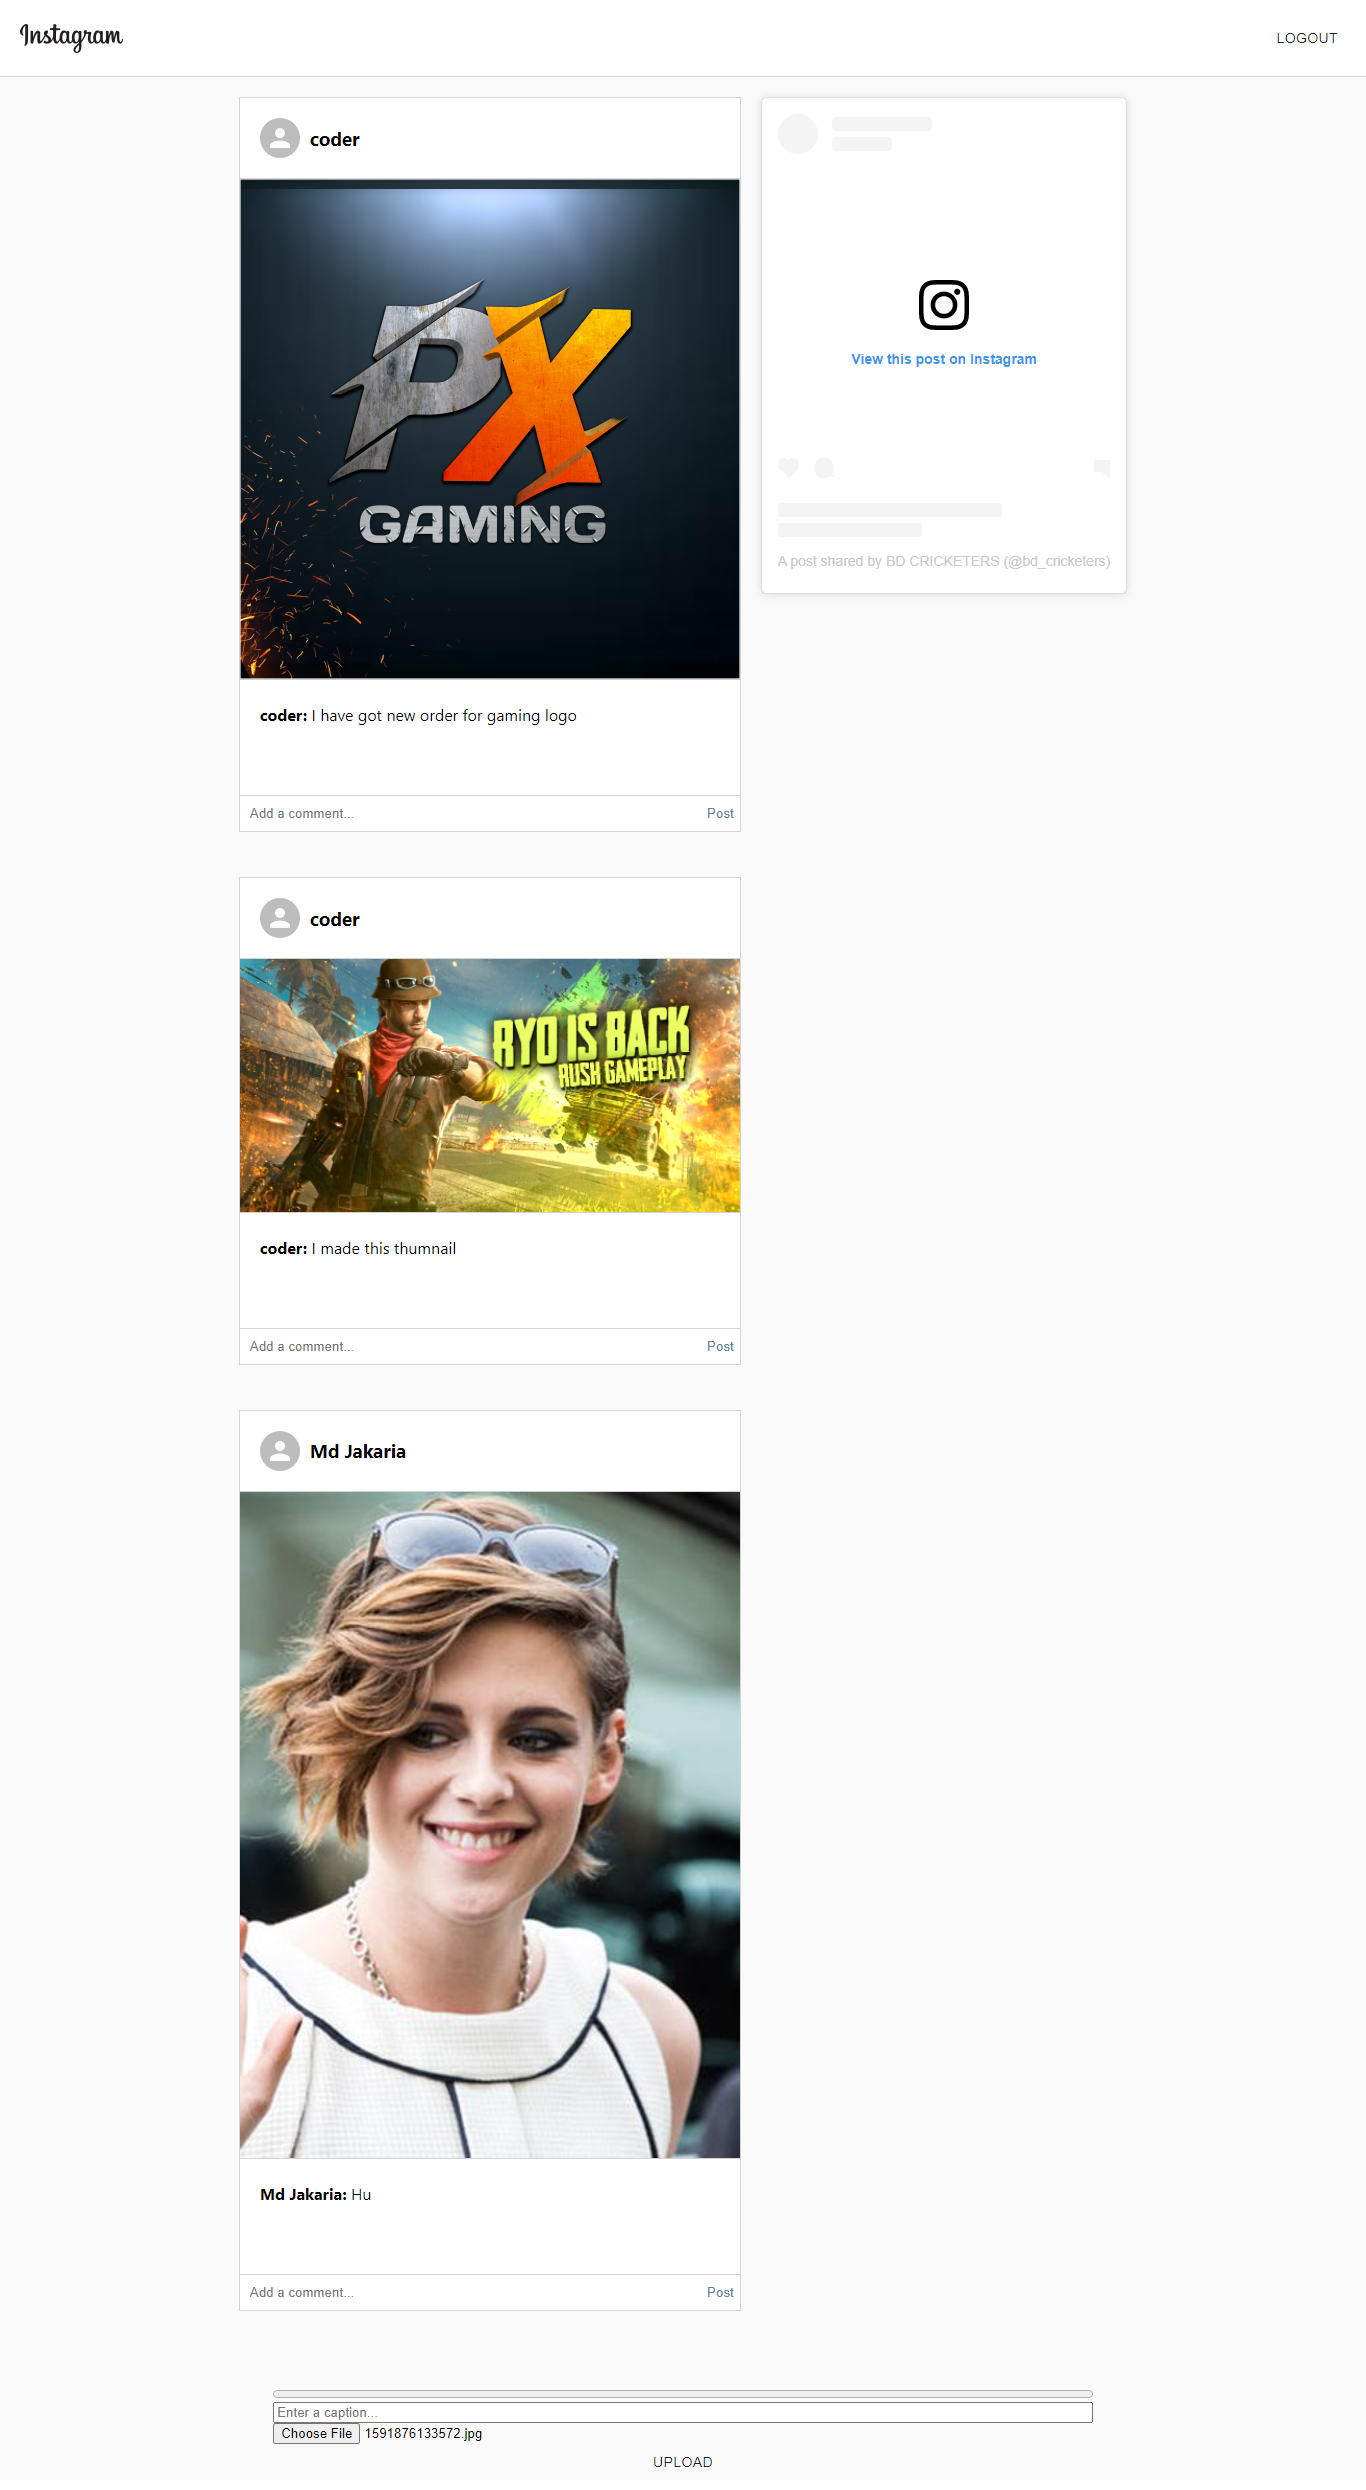 Instagram
LOGOUT
coder
PX
GAMING
coder: I have got new order for gaming logo
Add a comment...
Post
View this post on Instagram
A post shared by BD CRICKETERS (@bd_cricketers)
coder
RYO IS BACK
RUSH GAMEPLAY
coder: I made this thumnail
Add a comment...
Post
Md Jakaria
Md Jakaria: Hu
Add a comment...
Post
Enter a caption...
Choose File 1591876133572.jpg
UPLOAD